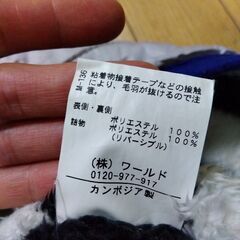 粘着物接着テープなどの接触
により、毛羽が抜けるので注
意。
表側・裏側
ポリエステル 100%
詰物
ポリエステル 100%
(リバーシブル)
(株) ワールド
0120-977-917
カンボジア製